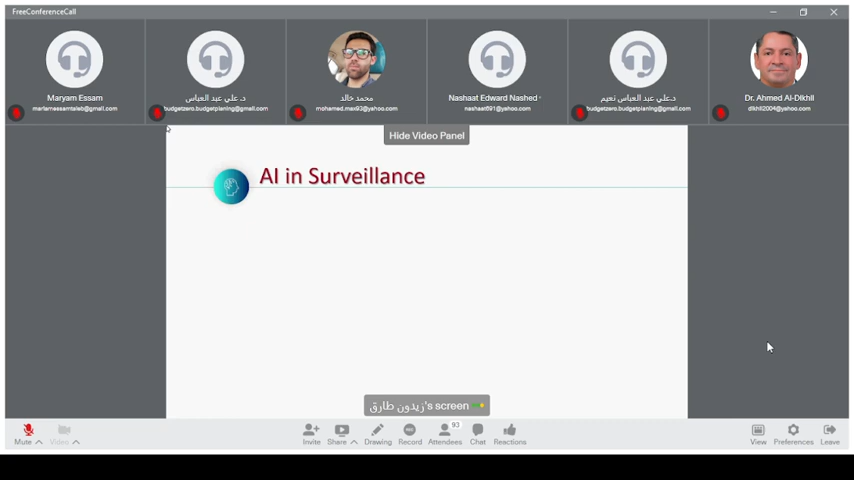 FreeConferenceCall
Maryam Essam
mariamessamtaleb@gmail.com
د. علي عبد العباس
budgetzero.budgetplaning@gmail.com
محمد خالد
mohamed.max93@yahoo.com
Nashaat Edward Nashed
nashaat691@yahoo.com
د.علي عبد العباس نعيم
budgetzero.budgetplaning@gmail.com
Dr. Ahmed Al-Dikhil
dikhil2004@yahoo.com
Hide Video Panel
AI in Surveillance
زيدون طارق's screen
Mute
Video
Invite
Share
Drawing
Record
Attendees
93
Chat
Reactions
View
Preferences
Leave